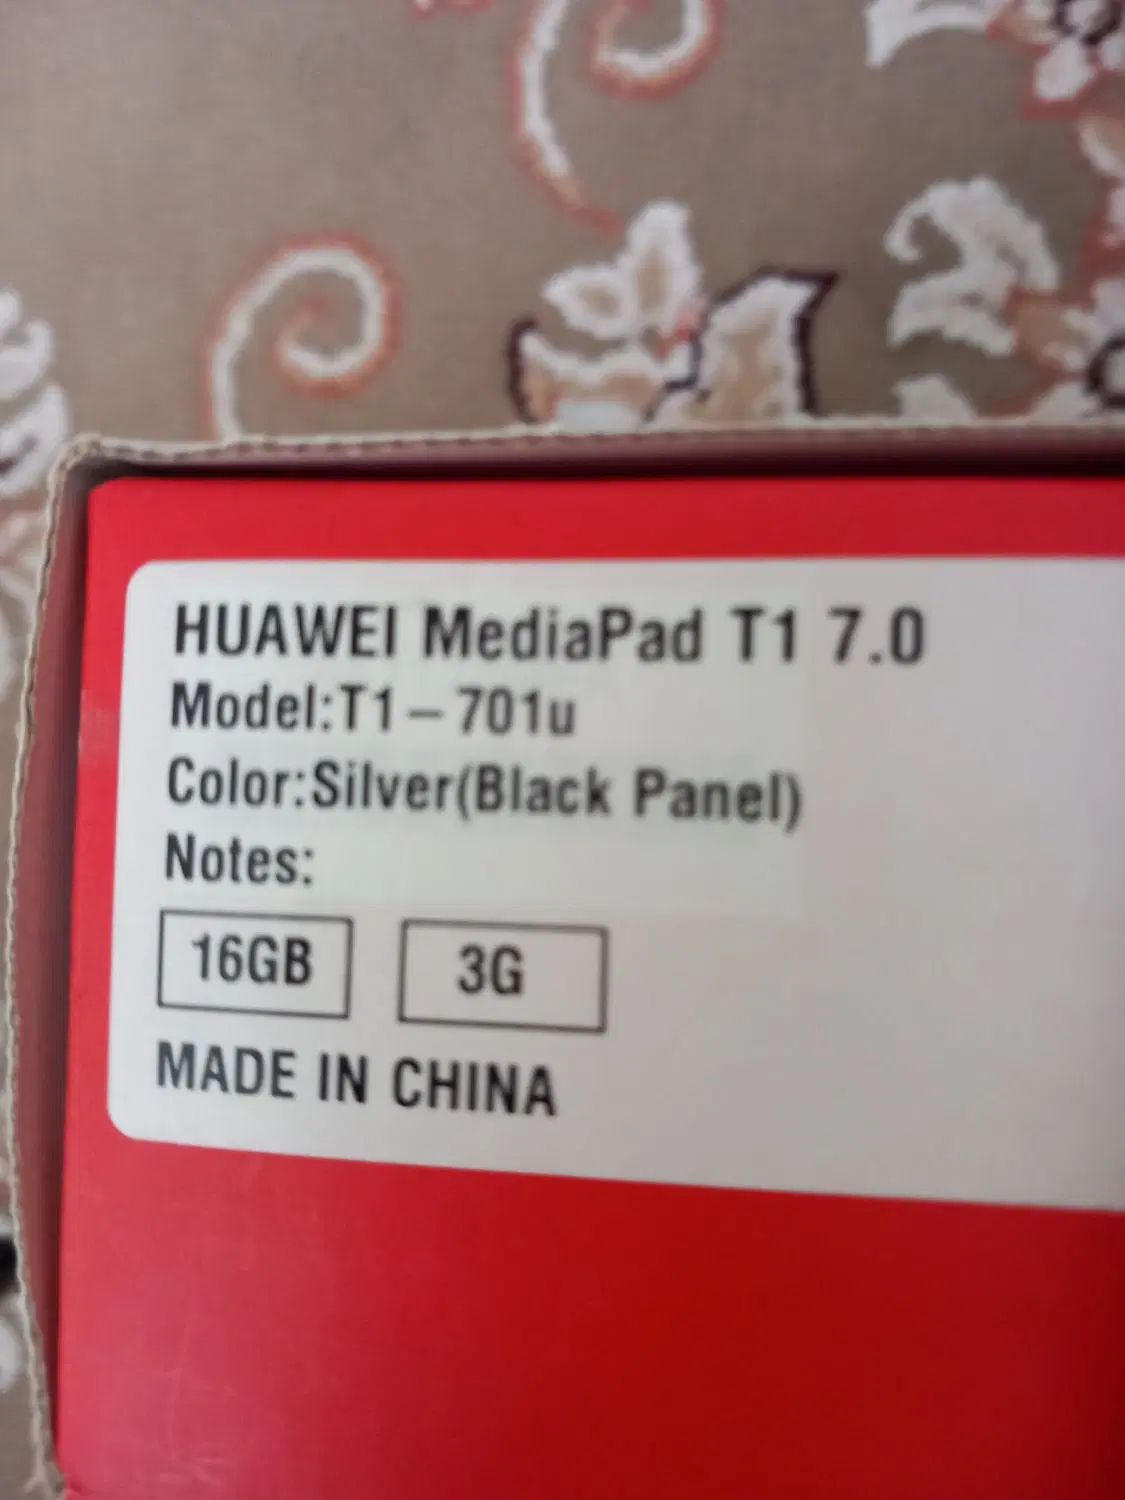 HUAWEI MediaPad T1 7.0
Model:T1-701u
Color:Silver(Black Panel)
Notes:
16GB 3G
MADE IN CHINA